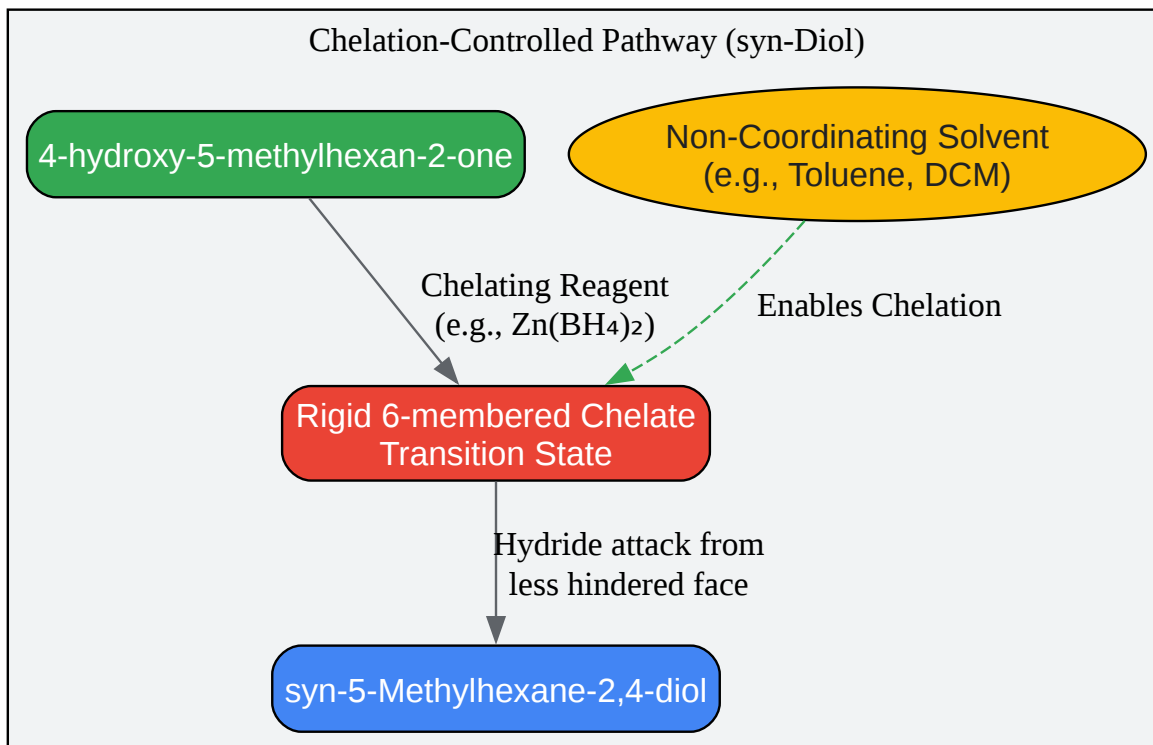 Chelation-Controlled Pathway (syn-Diol)
4-hydroxy-5-methylhexan-2-one
Non-Coordinating Solvent
(e.g., Toluene, DCM)
Chelating Reagent
(e.g., Zn(BH₄)₂)
Enables Chelation
Rigid 6-membered Chelate
Transition State
Hydride attack from
less hindered face
syn-5-Methylhexane-2,4-diol